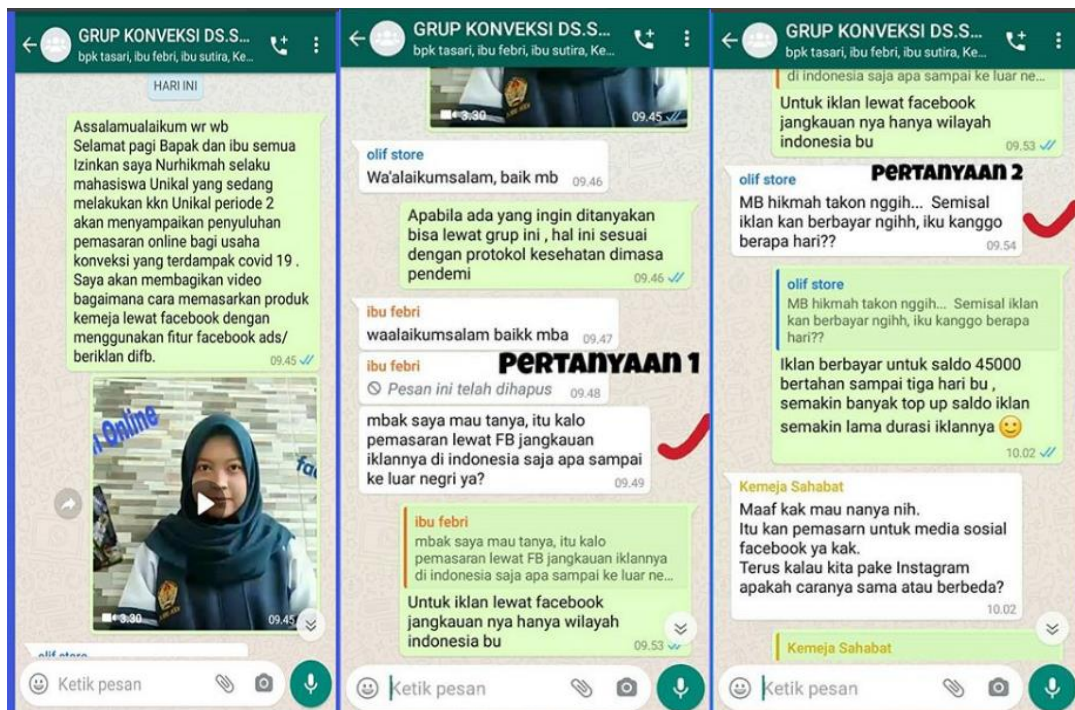 GRUP KONVEKSI DS.S...
bpk tasari, ibu febri, ibu sutira, Ke...
HARI INI
Assalamualaikum wr wb
Selamat pagi Bapak dan ibu semua
Izinkan saya Nurhikmah selaku
mahasiswa Unikal yang sedang
melakukan kkn Unikal periode 2
akan menyampaikan penyuluhan
pemasaran online bagi usaha
konveksi yang terdampak covid 19 .
Saya akan membagikan video
bagaimana cara memasarkan produk
kemeja lewat facebook dengan
menggunakan fitur facebook ads/
beriklan difb.
09.45
Online
3.30
09.45
olif store
Ketik pesan
GRUP KONVEKSI DS.S...
bpk tasari, ibu febri, ibu sutira, Ke...
3.30
09.45
olif store
Wa'alaikumsalam, baik mb
09.46
Apabila ada yang ingin ditanyakan
bisa lewat grup ini , hal ini sesuai
dengan protokol kesehatan dimasa
pendemi
09.46
ibu febri
waalaikumsalam baikk mba
09.47
ibu febri
PERTANYAAN 1
Pesan ini telah dihapus
09.48
mbak saya mau tanya, itu kalo
pemasaran lewat FB jangkauan
iklannya di indonesia saja apa sampai
ke luar negri ya?
09.49
ibu febri
mbak saya mau tanya, itu kalo
pemasaran lewat FB jangkauan iklannya
di indonesia saja apa sampai ke luar ne...
Untuk iklan lewat facebook
jangkauan nya hanya wilayah
indonesia bu
09.53
Ketik pesan
GRUP KONVEKSI DS.S...
bpk tasari, ibu febri, ibu sutira, Ke...
di indonesia saja apa sampai ke luar ne...
Untuk iklan lewat facebook
jangkauan nya hanya wilayah
indonesia bu
09.53
olif store
PERTANYAAN 2
MB hikmah takon nggih... Semisal
iklan kan berbayar ngihh, iku kanggo
berapa hari??
09.54
olif store
MB hikmah takon nggih... Semisal iklan
kan berbayar ngihh, iku kanggo berapa
hari??
Iklan berbayar untuk saldo 45000
bertahan sampai tiga hari bu ,
semakin banyak top up saldo iklan
semakin lama durasi iklannya
10.02
Kemeja Sahabat
Maaf kak mau nanya nih.
Itu kan pemasarn untuk media sosial
facebook ya kak.
Terus kalau kita pake Instagram
apakah caranya sama atau berbeda?
10.02
Kemeja Sahabat
Ketik pesan